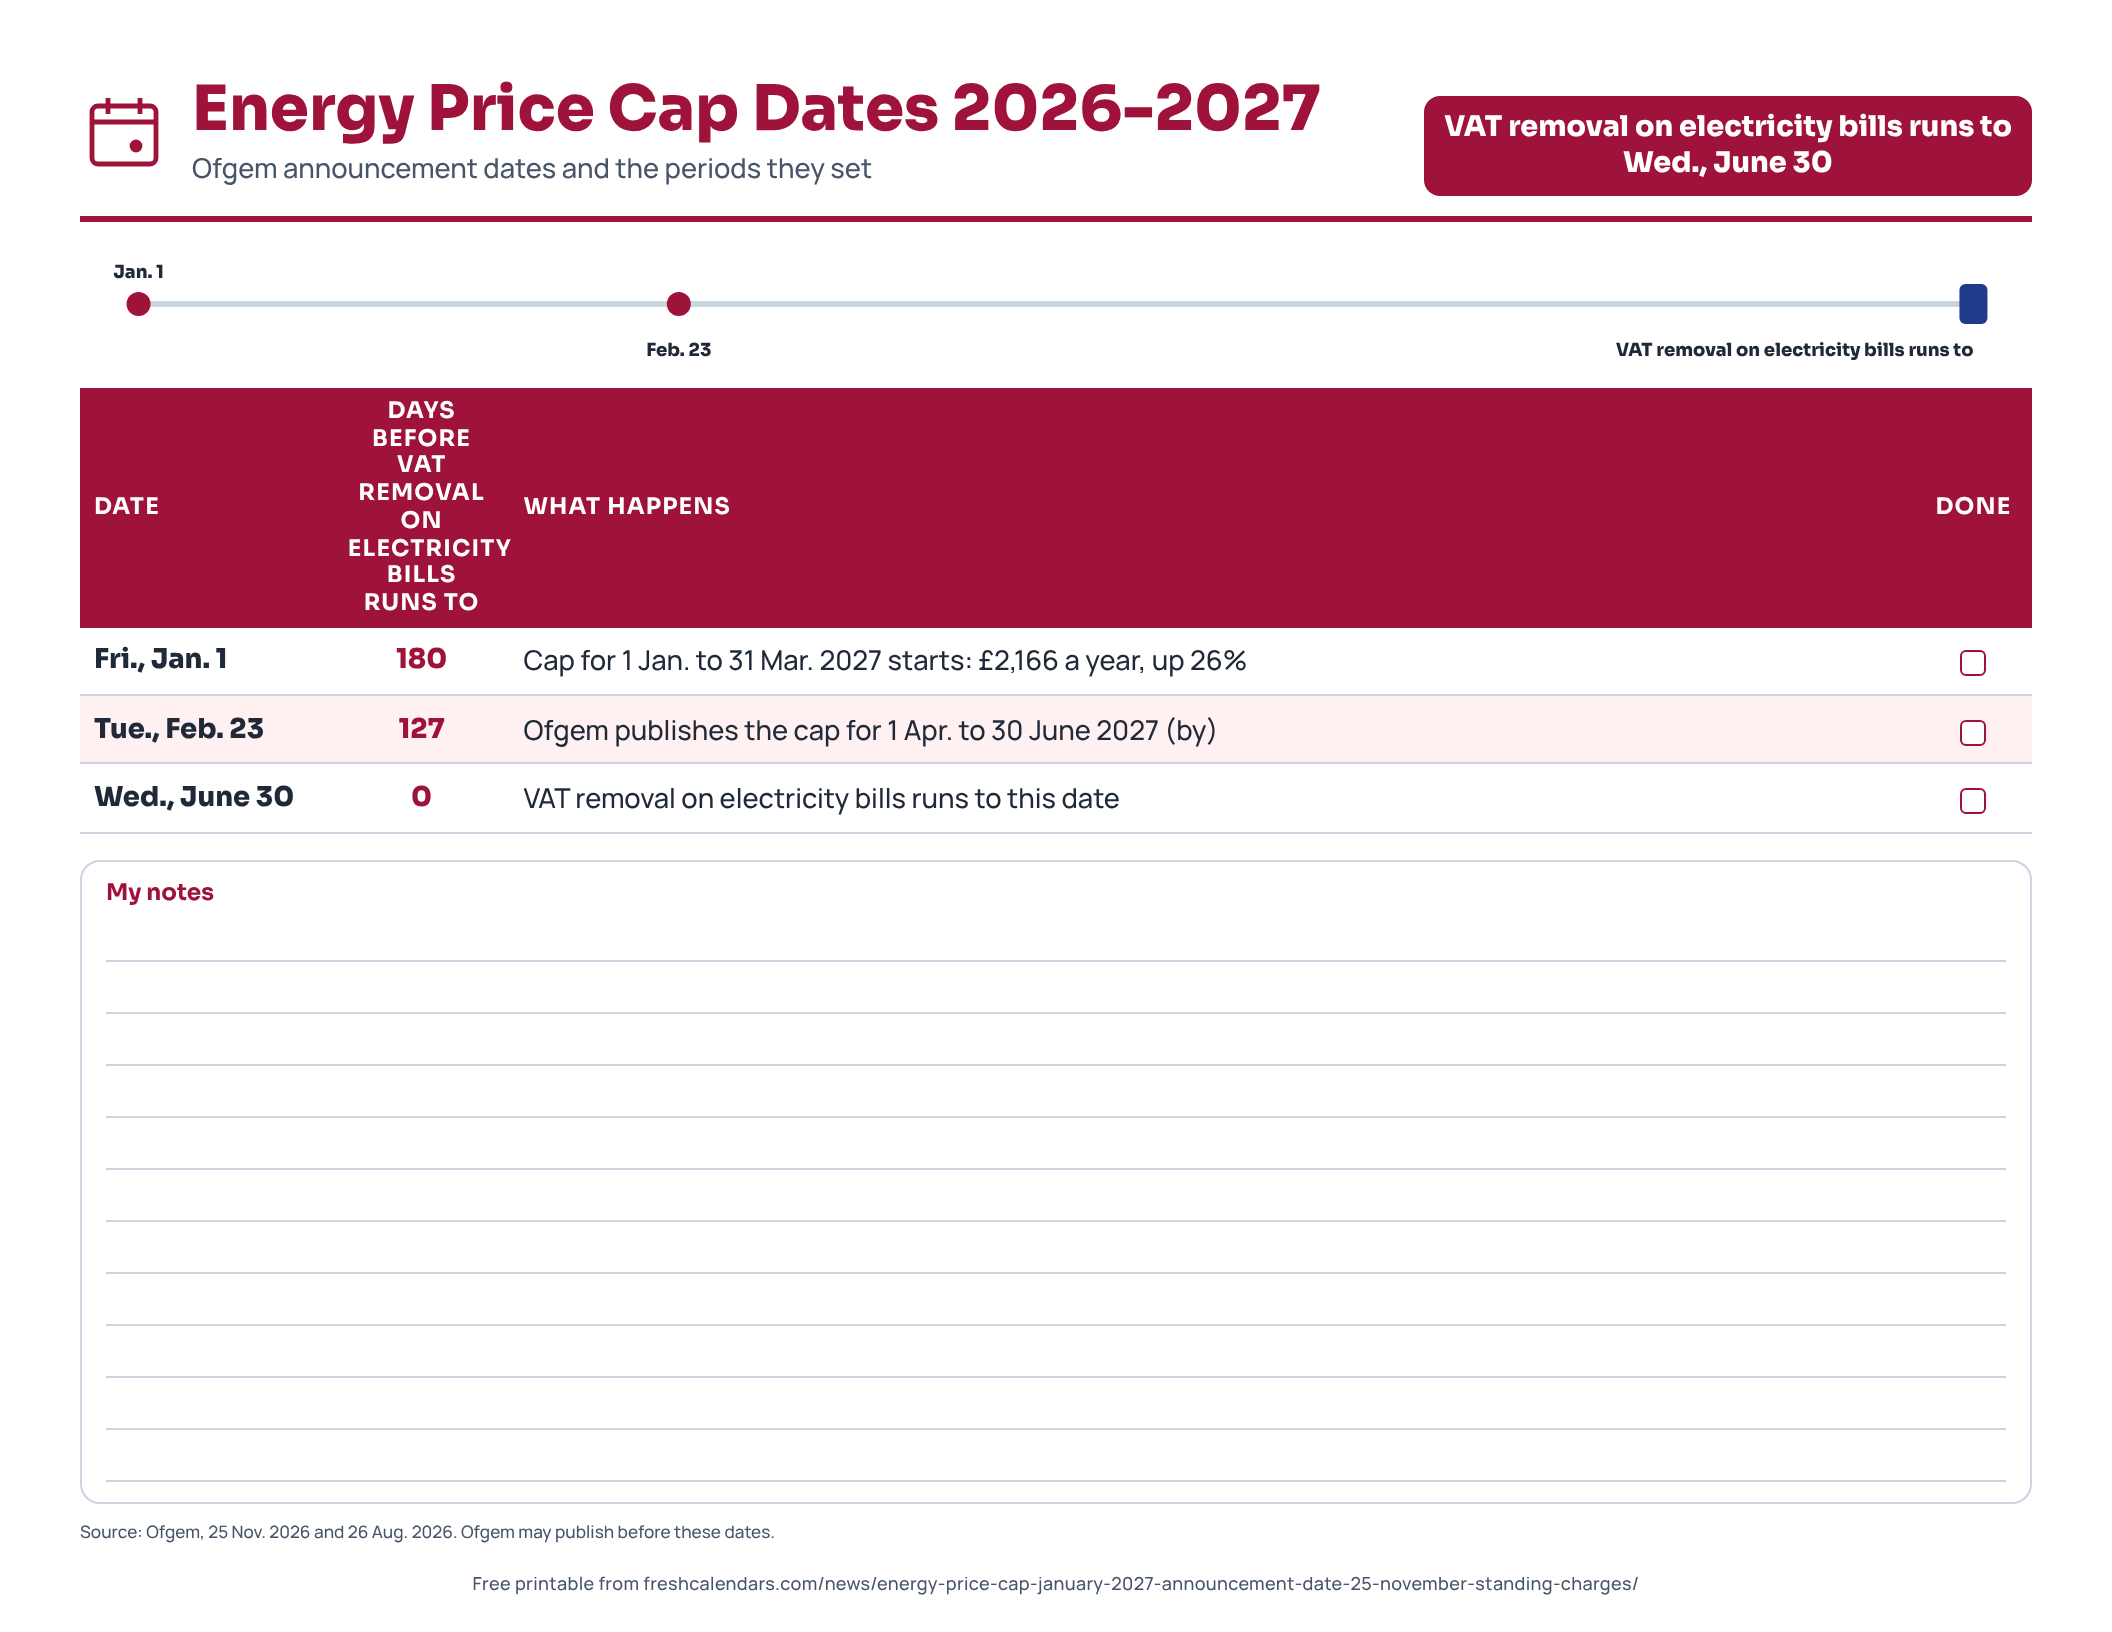 Energy Price Cap Dates 2026–2027
Ofgem announcement dates and the periods they set
VAT removal on electricity bills runs to
Wed., June 30
Jan. 1
Feb. 23
VAT removal on electricity bills runs to
DATE
DAYS
BEFORE
VAT
REMOVAL
ON
ELECTRICITY
BILLS
RUNS TO
WHAT HAPPENS
DONE
Fri., Jan. 1 180 Cap for 1 Jan. to 31 Mar. 2027 starts: £2,166 a year, up 26%
Tue., Feb. 23 127 Ofgem publishes the cap for 1 Apr. to 30 June 2027 (by)
Wed., June 30 0 VAT removal on electricity bills runs to this date
My notes
Source: Ofgem, 25 Nov. 2026 and 26 Aug. 2026. Ofgem may publish before these dates.
Free printable from freshcalendars.com/news/energy-price-cap-january-2027-announcement-date-25-november-standing-charges/